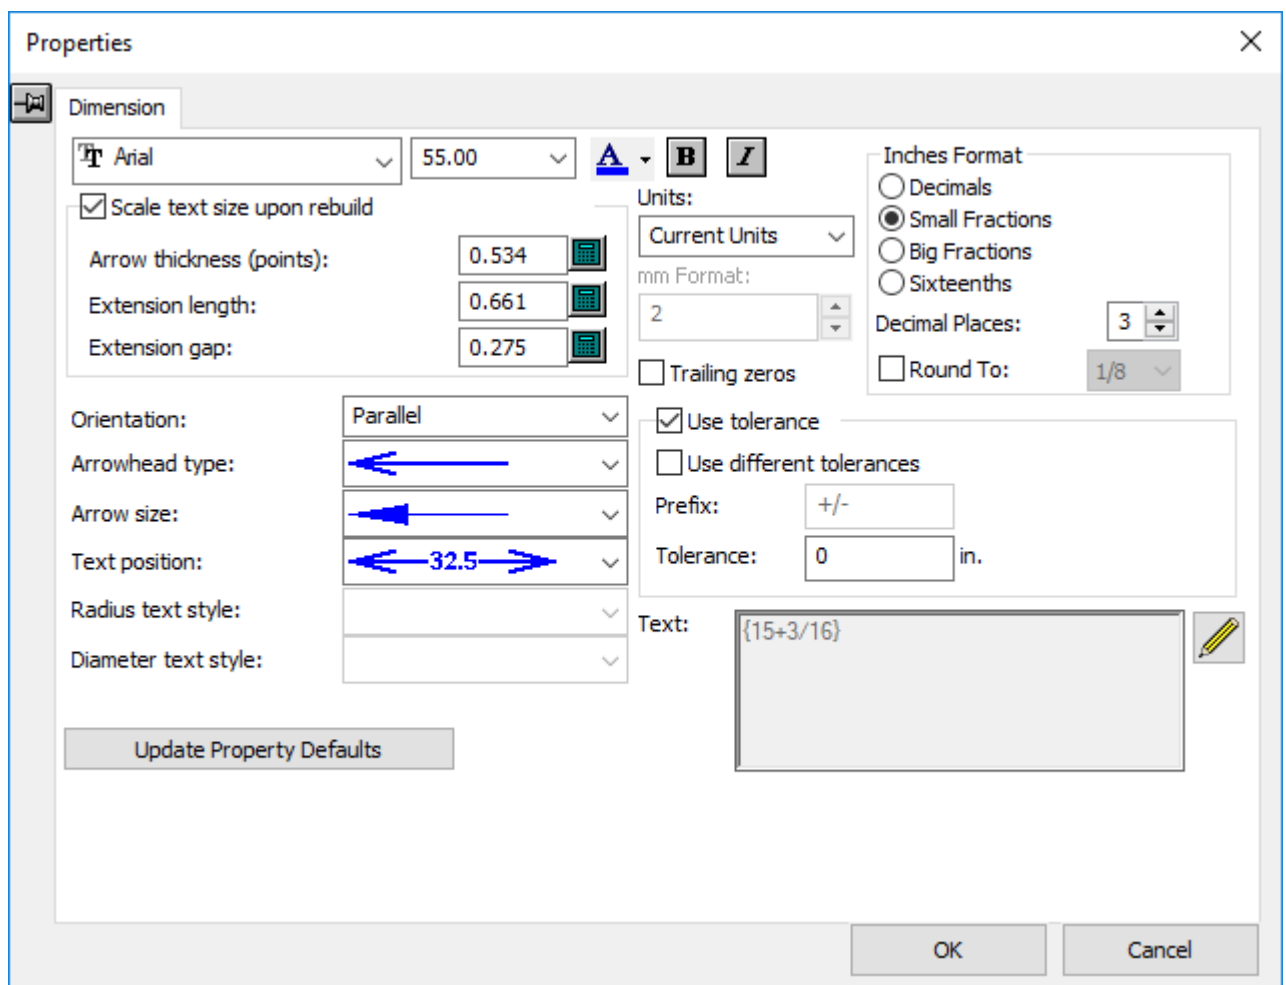 Properties
Dimension
Arial
55.00
A
B
I
Scale text size upon rebuild
Arrow thickness (points):
0.534
Extension length:
0.661
Extension gap:
0.275
Units:
Current Units
mm Format:
2
Trailing zeros
Inches Format
Decimals
Small Fractions
Big Fractions
Sixteenths
Decimal Places:
3
Round To:
1/8
Orientation:
Parallel
Arrowhead type:
Arrow size:
Text position:
32.5
Radius text style:
Diameter text style:
Use tolerance
Use different tolerances
Prefix:
+/-
Tolerance:
0
in.
Text:
{15+3/16}
Update Property Defaults
OK
Cancel